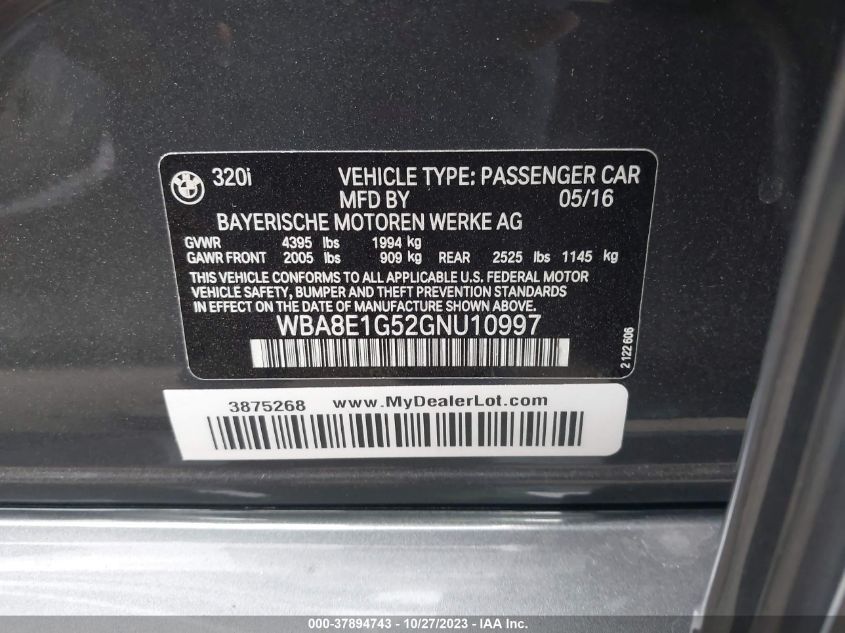 320i VEHICLE TYPE: PASSENGER CAR
MFD BY 05/16
BAYERISCHE MOTOREN WERKE AG
GVWR 4395 lbs 1994 kg
GAWR FRONT 2005 lbs 909 kg REAR 2525 lbs 1145 kg
THIS VEHICLE CONFORMS TO ALL APPLICABLE U.S. FEDERAL MOTOR
VEHICLE SAFETY, BUMPER AND THEFT PREVENTION STANDARDS
IN EFFECT ON THE DATE OF MANUFACTURE SHOWN ABOVE.
WBA8E1G52GNU10997
2 122 606
3875268 www.MyDealerLot.com
000-37894743 | 10/27/2023 - IAA Inc.